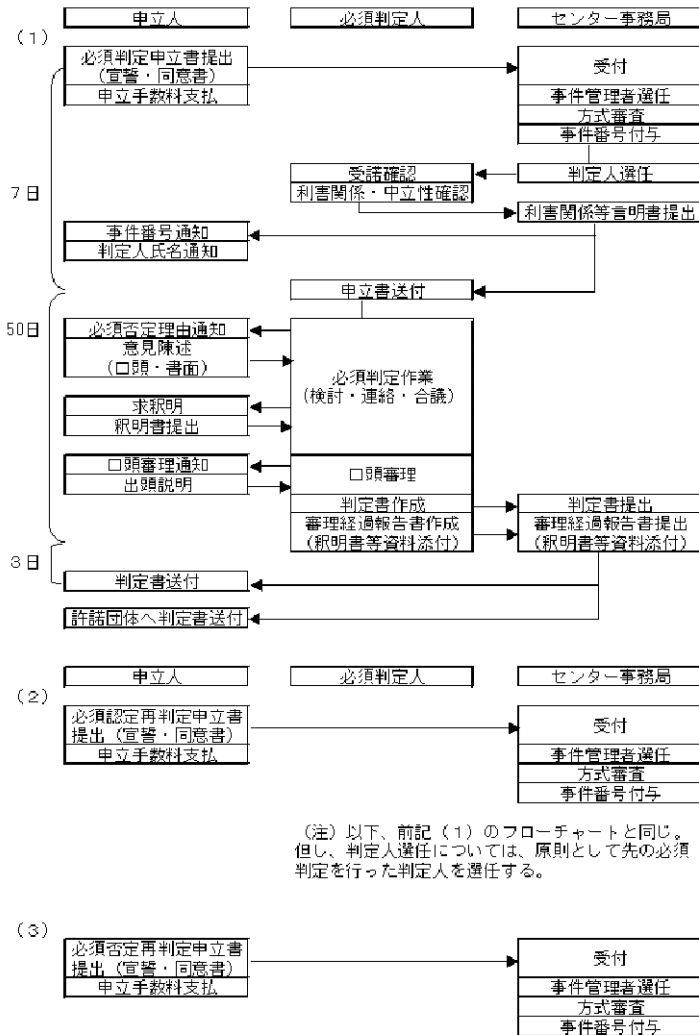 申立人 必須判定人 センター事務局
(1)
必須判定申立書提出
(宣誓・同意書)
申立手数料支払
受付
事件管理者選任
方式審査
事件番号付与
受諾確認
利害関係・中立性確認
判定人選任
7日
利害関係等言明書提出
事件番号通知
判定人氏名通知
申立書送付
50日
必須否定理由通知
意見陳述
(口頭・書面)
必須判定作業
(検討・連絡・合議)
求釈明
釈明書提出
口頭審理通知
出頭説明
口頭審理
判定書作成
審理経過報告書作成
(釈明書等資料添付)
判定書提出
審理経過報告書提出
(釈明書等資料添付)
3日
判定書送付
許諾団体へ判定書送付
申立人 必須判定人 センター事務局
(2)
必須認定再判定申立書
提出(宣誓・同意書)
申立手数料支払
受付
事件管理者選任
方式審査
事件番号付与
(注)以下、前記(1)のフローチャートと同じ。
但し、判定人選任については、原則として先の必須
判定を行った判定人を選任する。
(3)
必須否定再判定申立書
提出(宣誓・同意書)
申立手数料支払
受付
事件管理者選任
方式審査
事件番号付与